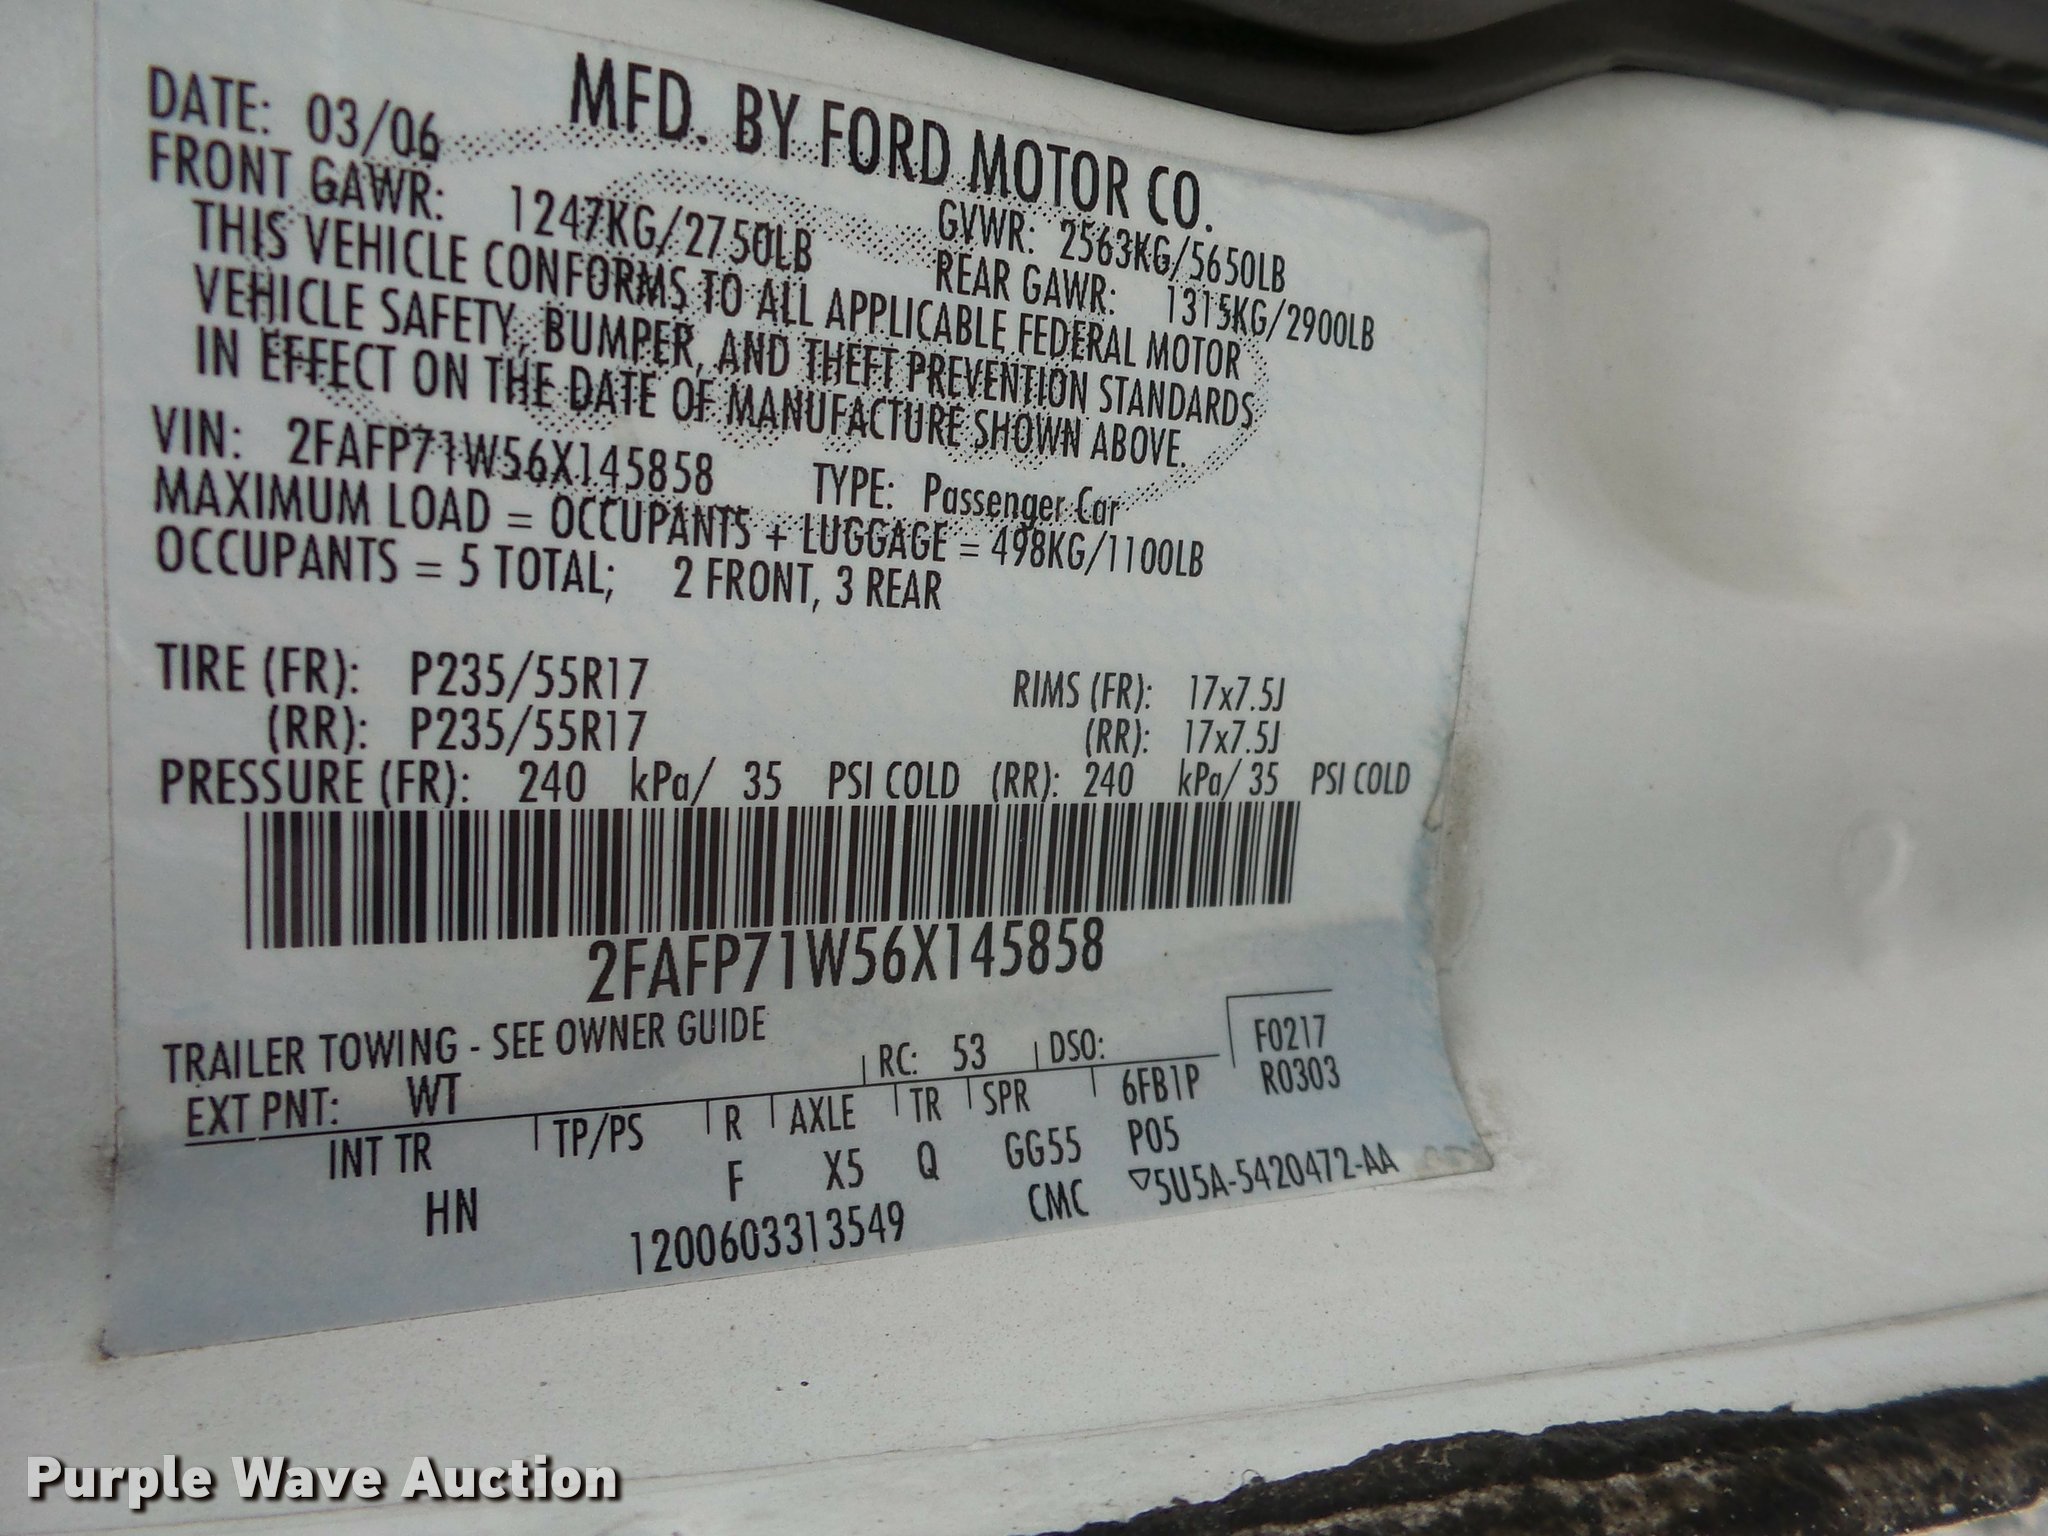 MFD. BY FORD MOTOR CO.
DATE: 03/06 GVWR: 2563KG/5650LB
FRONT GAWR: 1247KG/2750LB REAR GAWR: 1315KG/2900LB
THIS VEHICLE CONFORMS TO ALL APPLICABLE FEDERAL MOTOR
VEHICLE SAFETY, BUMPER, AND THEFT PREVENTION STANDARDS
IN EFFECT ON THE DATE OF MANUFACTURE SHOWN ABOVE.
VIN: 2FAFP71W56X145858 TYPE: Passenger Car
MAXIMUM LOAD = OCCUPANTS + LUGGAGE = 498KG/1100LB
OCCUPANTS = 5 TOTAL; 2 FRONT, 3 REAR
TIRE (FR): P235/55R17 RIMS (FR): 17x7.5J
(RR): P235/55R17 (RR): 17x7.5J
PRESSURE (FR): 240 kPa/ 35 PSI COLD (RR): 240 kPa/ 35 PSI COLD
2FAFP71W56X145858
TRAILER TOWING - SEE OWNER GUIDE
EXT PNT: WT RC: 53 DSO: F0217
INT TR TP/PS R AXLE TR SPR 6FB1P R0303
HN F X5 Q GG55 P05
1200603313549 CMC ▽5U5A-5420472-AA
Purple Wave Auction